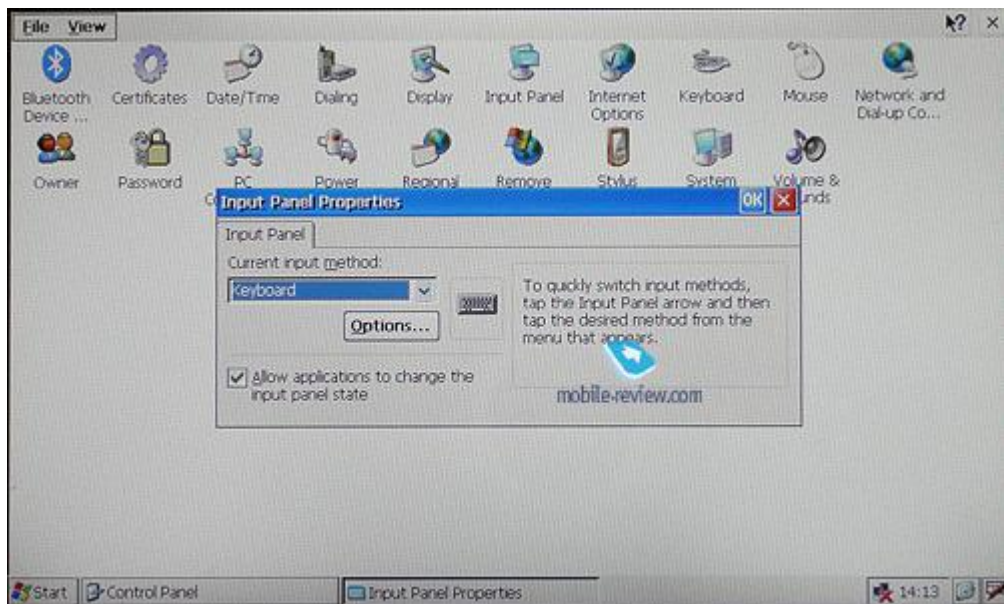 File View
Bluetooth Device ...
Certificates
Date/Time
Dialing
Display
Input Panel
Internet Options
Keyboard
Mouse
Network and Dial-up Co...
Owner
Password
PC
Power
Regional
Remove
Stylus
System
Volume &
Input Panel Properties
OK
Input Panel
Current input method:
Keyboard
Options...
To quickly switch input methods,
tap the Input Panel arrow and then
tap the desired method from the
menu that appears.
Allow applications to change the
input panel state
mobile-review.com
Start
Control Panel
Input Panel Properties
14:13